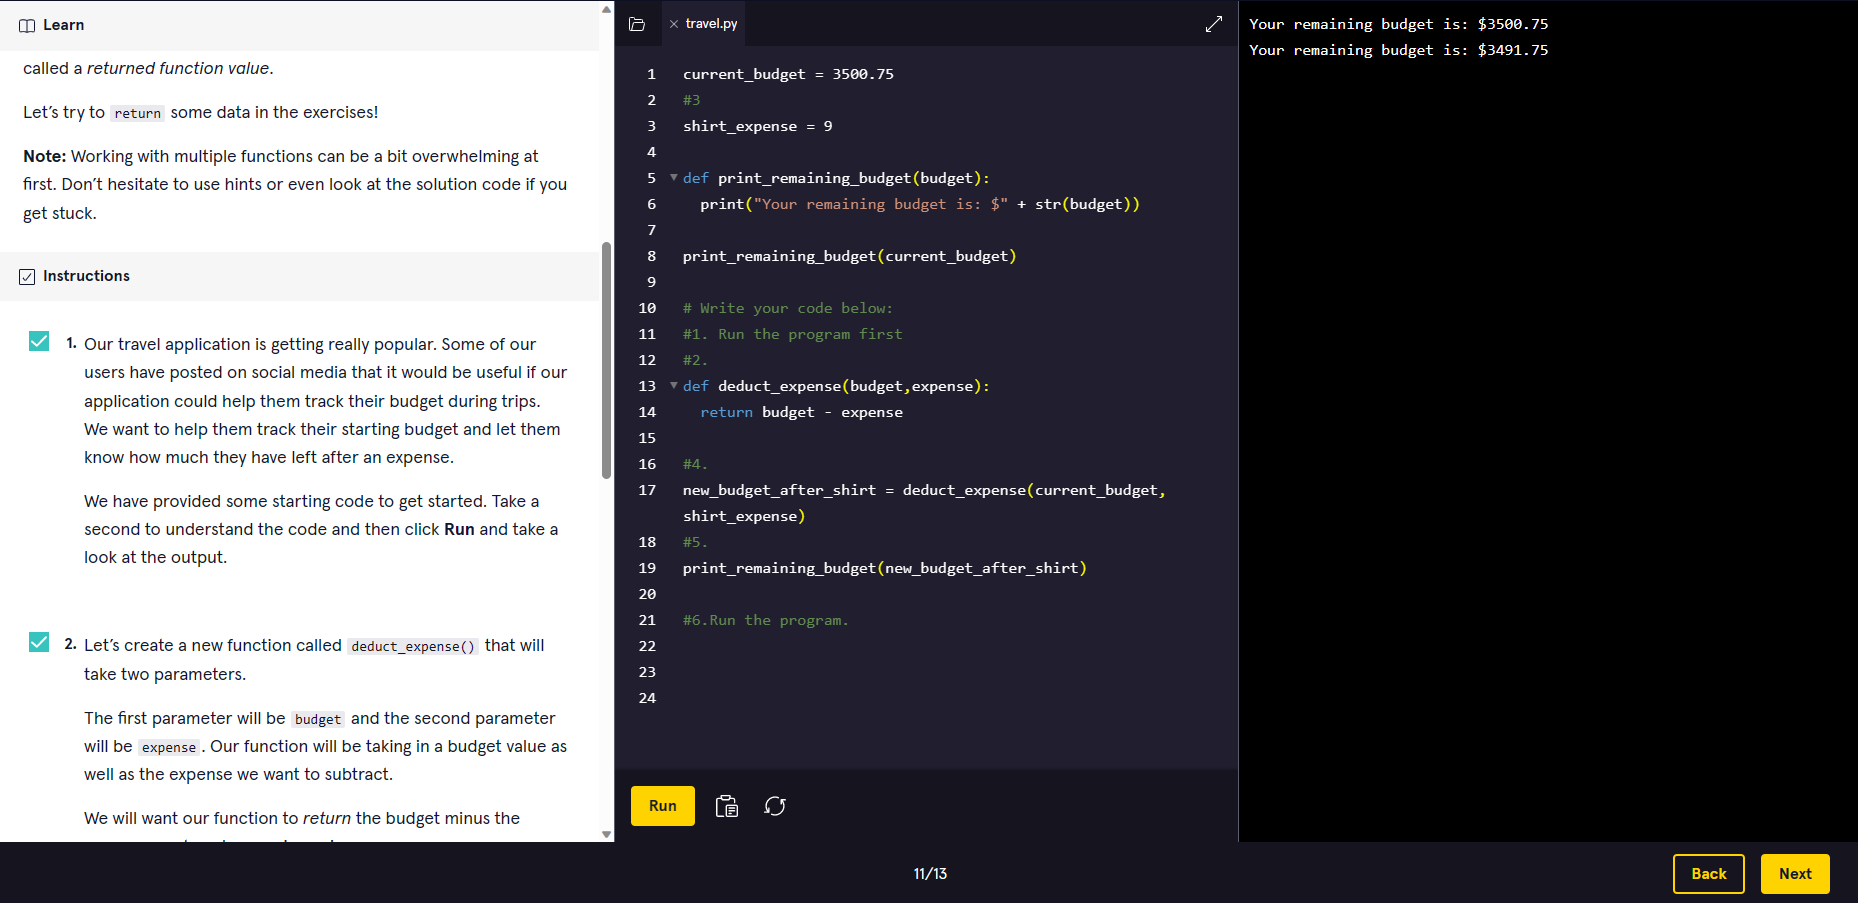 Learn
called a returned function value.
Let's try to return some data in the exercises!
Note: Working with multiple functions can be a bit overwhelming at
first. Don't hesitate to use hints or even look at the solution code if you
get stuck.
Instructions
1. Our travel application is getting really popular. Some of our
users have posted on social media that it would be useful if our
application could help them track their budget during trips.
We want to help them track their starting budget and let them
know how much they have left after an expense.
We have provided some starting code to get started. Take a
second to understand the code and then click Run and take a
look at the output.
2. Let's create a new function called deduct_expense() that will
take two parameters.
The first parameter will be budget and the second parameter
will be expense. Our function will be taking in a budget value as
well as the expense we want to subtract.
We will want our function to return the budget minus the
travel.py
1 current_budget = 3500.75
2 #3
3 shirt_expense = 9
4
5 def print_remaining_budget(budget):
6 print("Your remaining budget is: $" + str(budget))
7
8 print_remaining_budget(current_budget)
9
10 # Write your code below:
11 #1. Run the program first
12 #2.
13 def deduct_expense(budget,expense):
14 return budget - expense
15
16 #4.
17 new_budget_after_shirt = deduct_expense(current_budget,
shirt_expense)
18 #5.
19 print_remaining_budget(new_budget_after_shirt)
20
21 #6.Run the program.
22
23
24
Run
Your remaining budget is: $3500.75
Your remaining budget is: $3491.75
11/13
Back
Next